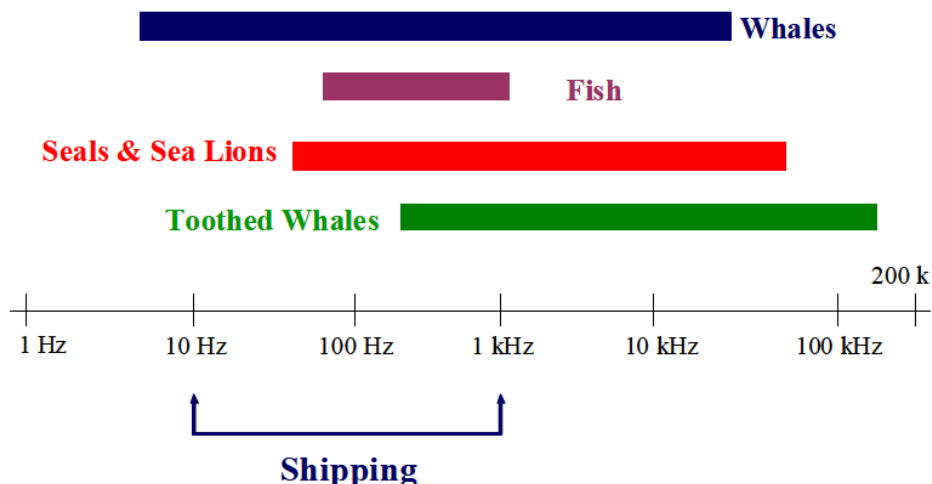 Whales
Fish
Seals & Sea Lions
Toothed Whales
200 k
1 Hz 10 Hz 100 Hz 1 kHz 10 kHz 100 kHz
Shipping